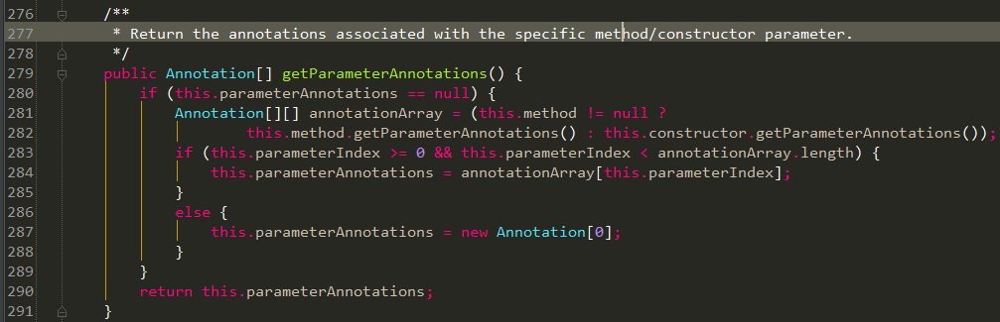 276 /**
277 * Return the annotations associated with the specific method/constructor parameter.
278 */
279 public Annotation[] getParameterAnnotations() {
280 if (this.parameterAnnotations == null) {
281 Annotation[][] annotationArray = (this.method != null ?
282 this.method.getParameterAnnotations() : this.constructor.getParameterAnnotations());
283 if (this.parameterIndex >= 0 && this.parameterIndex < annotationArray.length) {
284 this.parameterAnnotations = annotationArray[this.parameterIndex];
285 }
286 else {
287 this.parameterAnnotations = new Annotation[0];
288 }
289 }
290 return this.parameterAnnotations;
291 }